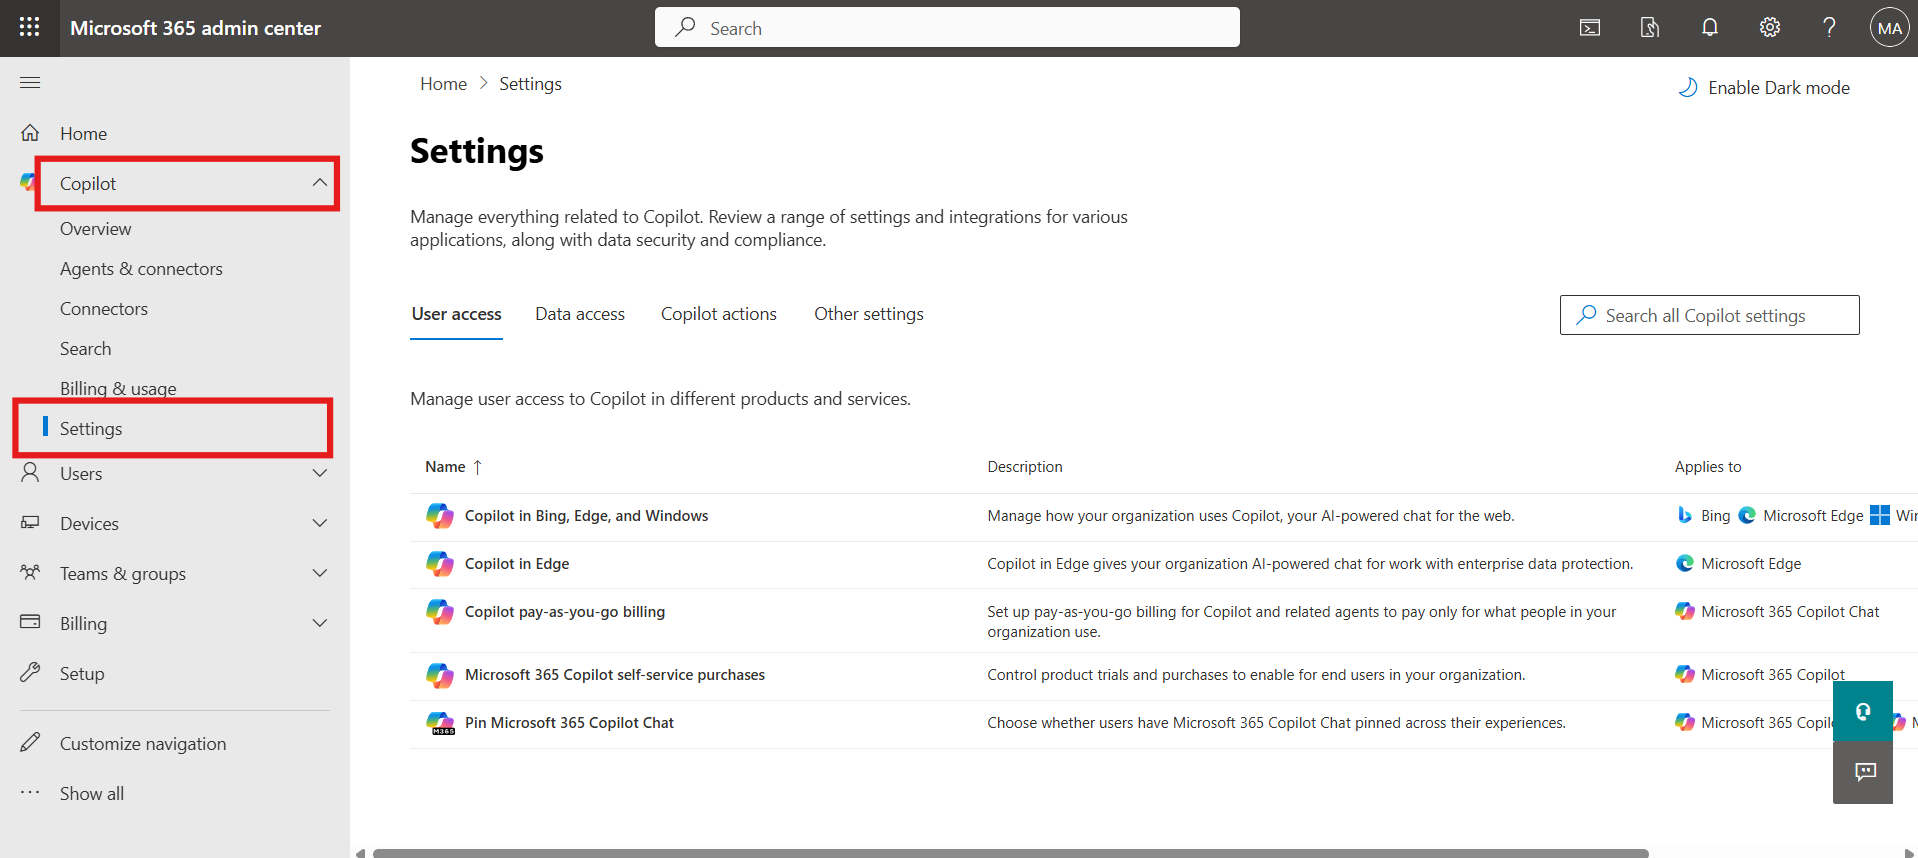 Microsoft 365 admin center
Search
MA
Home
Copilot
Overview
Agents & connectors
Connectors
Search
Billing & usage
Settings
Users
Devices
Teams & groups
Billing
Setup
Customize navigation
Show all
Home > Settings
Enable Dark mode
Settings
Manage everything related to Copilot. Review a range of settings and integrations for various
applications, along with data security and compliance.
User access Data access Copilot actions Other settings
Search all Copilot settings
Manage user access to Copilot in different products and services.
Name ↑ Description Applies to
Copilot in Bing, Edge, and Windows Manage how your organization uses Copilot, your AI-powered chat for the web. Bing Microsoft Edge Win
Copilot in Edge Copilot in Edge gives your organization AI-powered chat for work with enterprise data protection. Microsoft Edge
Copilot pay-as-you-go billing Set up pay-as-you-go billing for Copilot and related agents to pay only for what people in your Microsoft 365 Copilot Chat
organization use.
Microsoft 365 Copilot self-service purchases Control product trials and purchases to enable for end users in your organization. Microsoft 365 Copilot
M365 Pin Microsoft 365 Copilot Chat Choose whether users have Microsoft 365 Copilot Chat pinned across their experiences. Microsoft 365